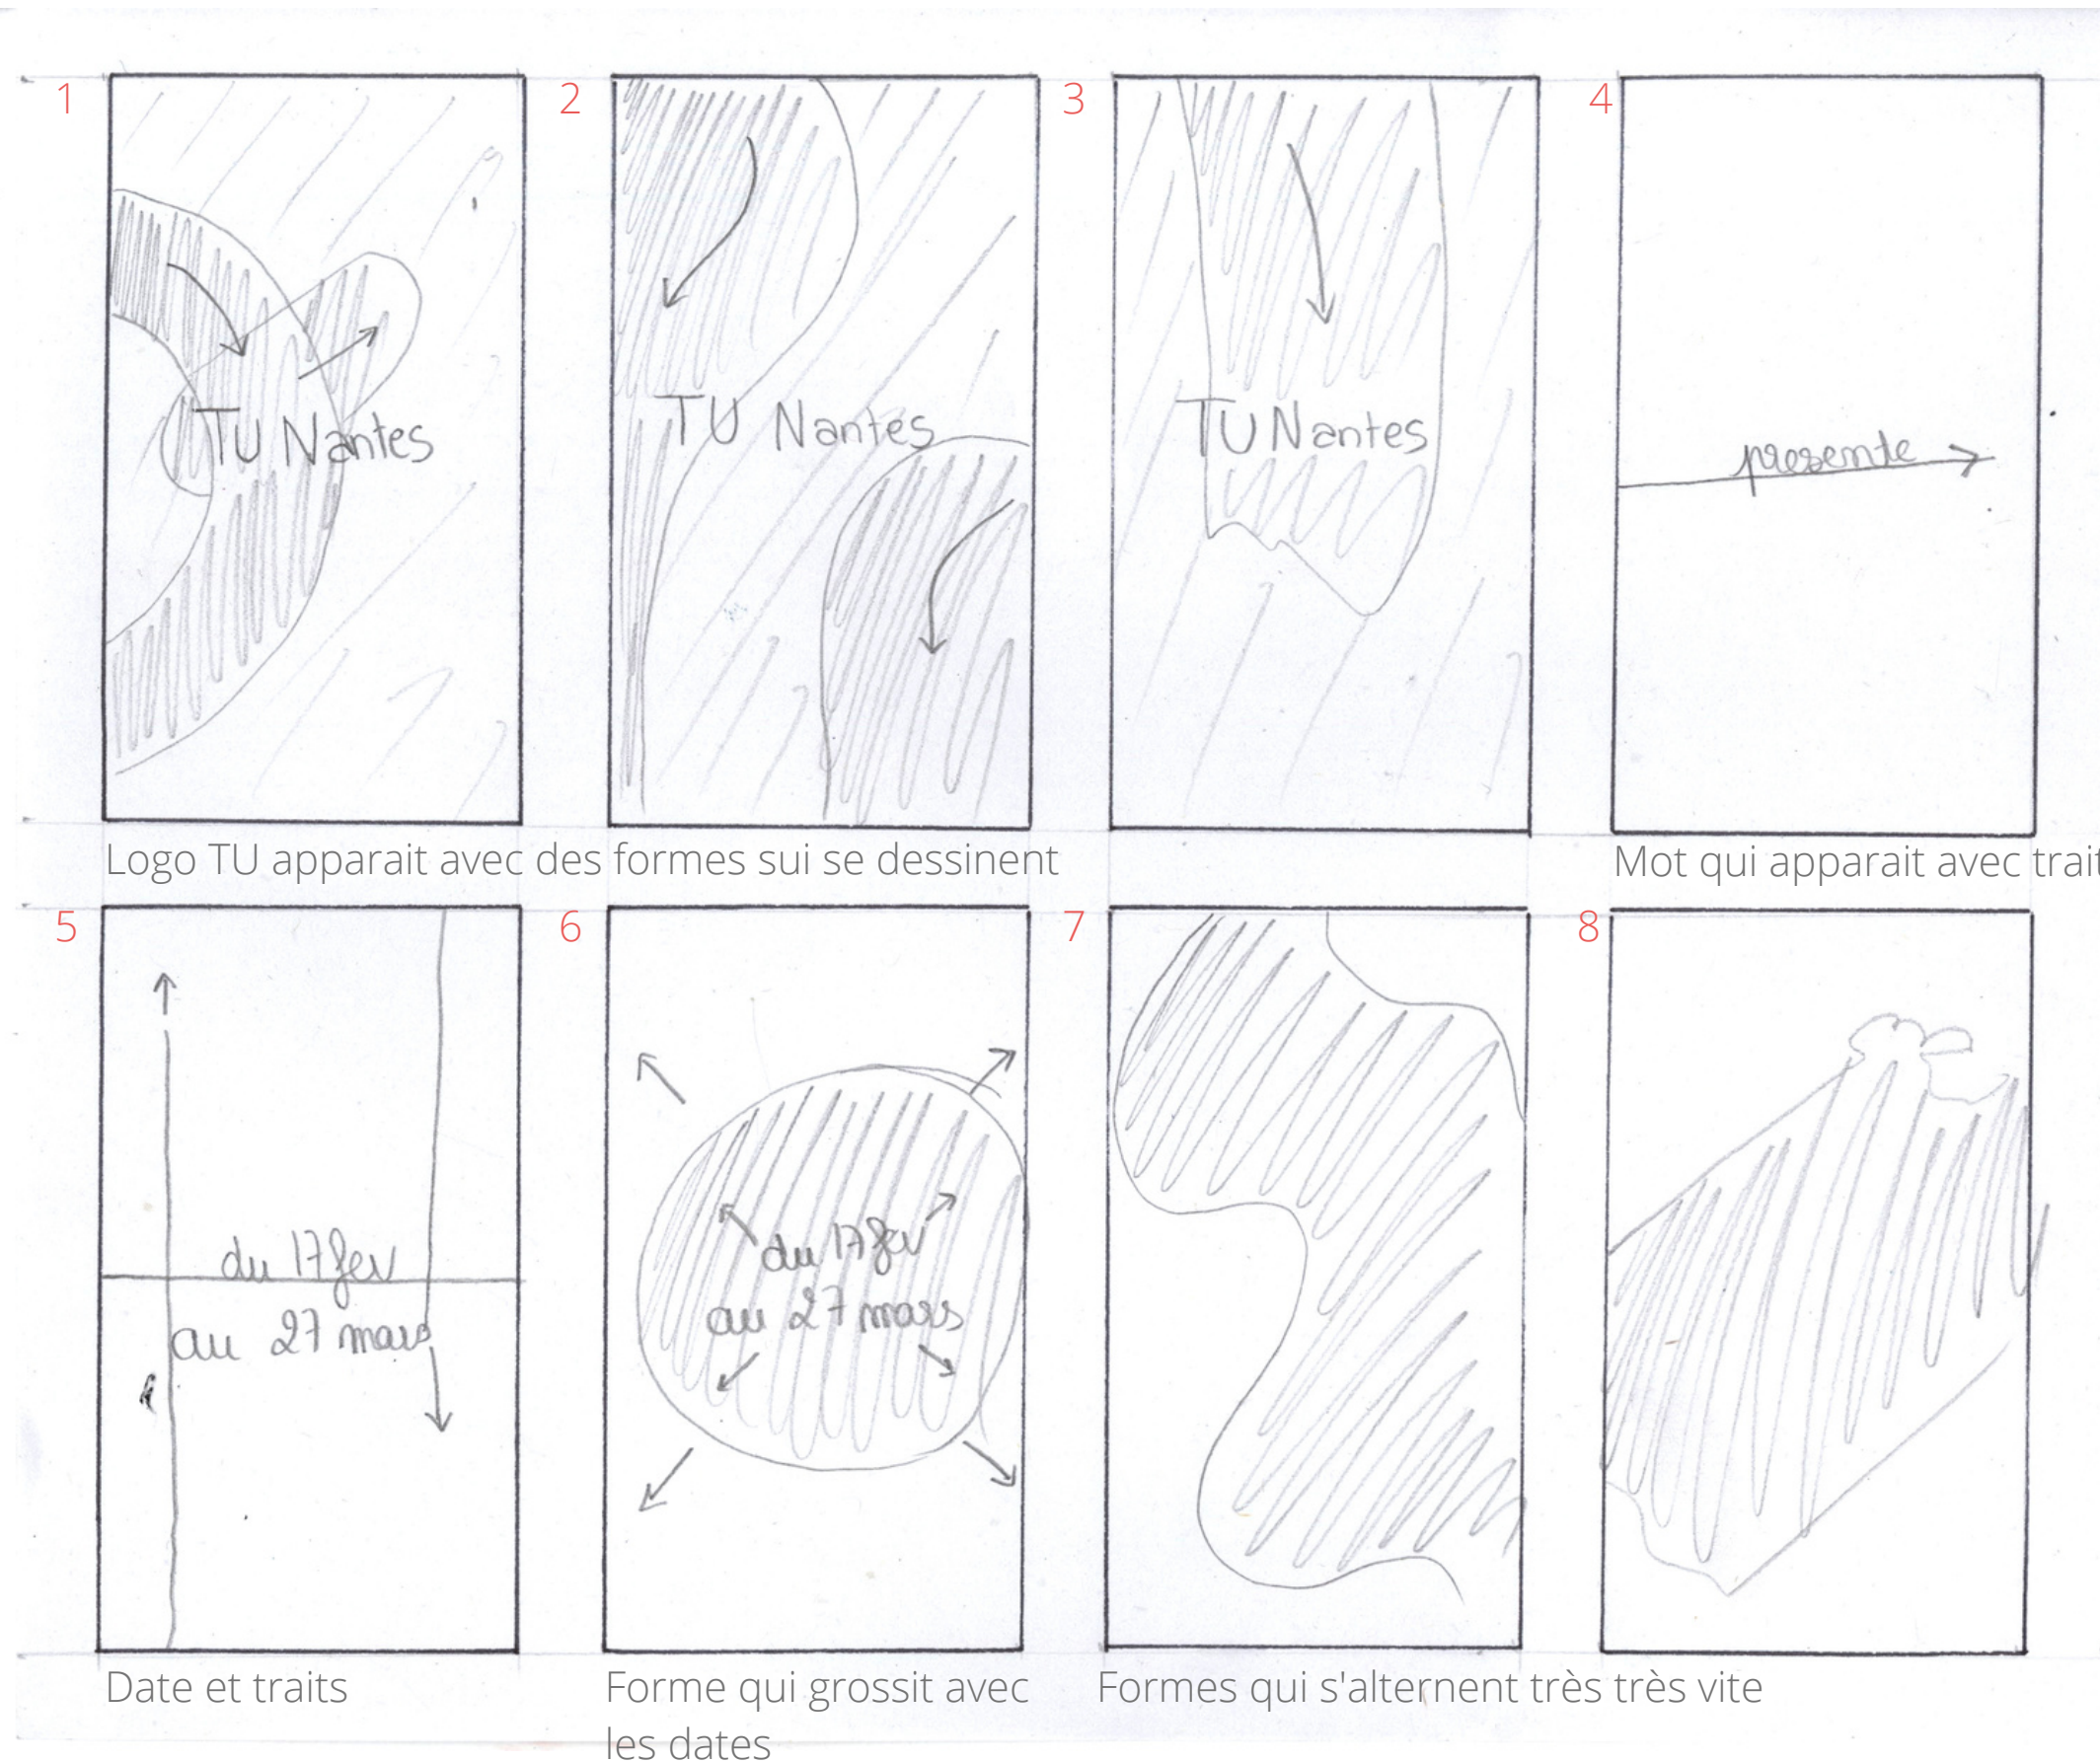 1
2
3
4
TU Nantes
TU Nantes
TU Nantes
presente
Logo TU apparait avec des formes sui se dessinent
Mot qui apparait avec trait
5
6
7
8
du 17 fev
au 27 mars
du 17 fev
au 27 mars
Date et traits
Forme qui grossit avec
les dates
Formes qui s'alternent très très vite